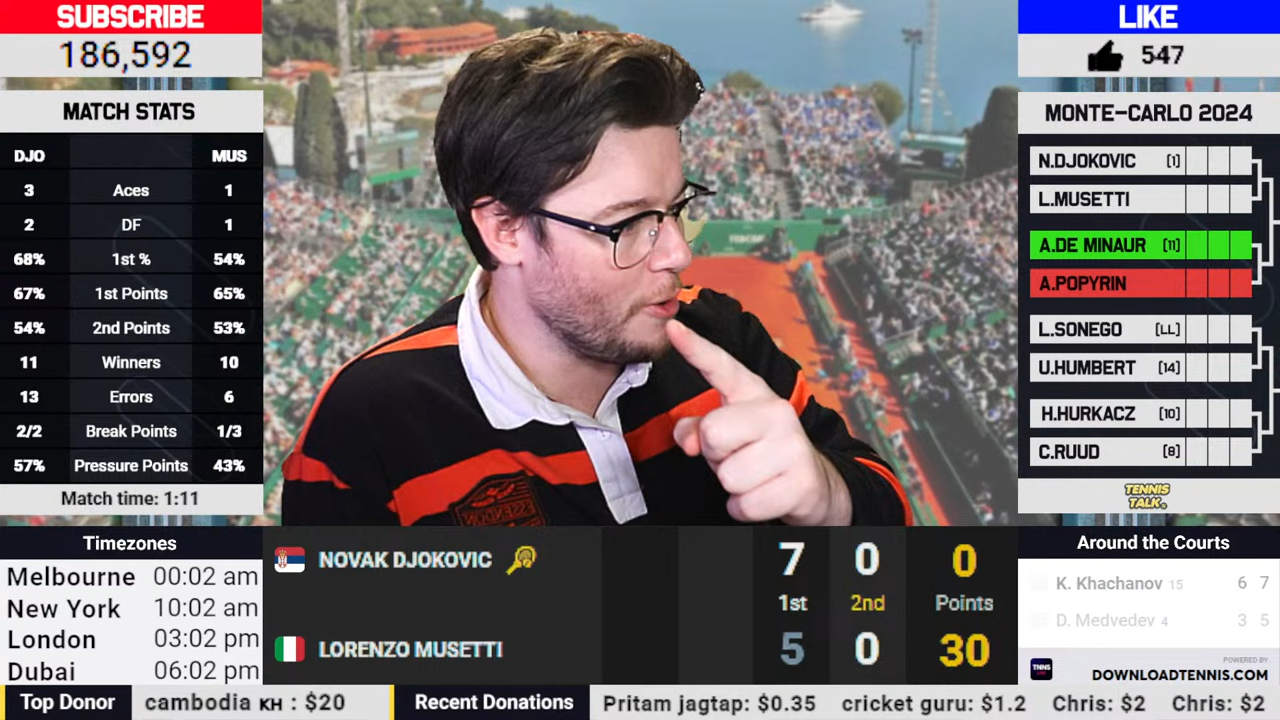 SUBSCRIBE
186,592
MATCH STATS
DJO MUS
3 Aces 1
2 DF 1
68% 1st % 54%
67% 1st Points 65%
54% 2nd Points 53%
11 Winners 10
13 Errors 6
2/2 Break Points 1/3
57% Pressure Points 43%
Match time: 1:11
Timezones
Melbourne 00:02 am
New York 10:02 am
London 03:02 pm
Dubai 06:02 pm
ESSENDON
NOVAK DJOKOVIC 7 0 0
1st 2nd Points
LORENZO MUSETTI 5 0 30
LIKE
547
MONTE-CARLO 2024
N.DJOKOVIC [1]
L.MUSETTI
A.DE MINAUR [11]
A.POPYRIN
L.SONEGO [LL]
U.HUMBERT [14]
H.HURKACZ [10]
C.RUUD [8]
TENNIS
TALK.
Around the Courts
K. Khachanov 15 6 7
D. Medvedev 4 3 5
POWERED BY
TNNS
DOWNLOADTENNIS.COM
Top Donor cambodia KH : $20 Recent Donations Pritam jagtap: $0.35 cricket guru: $1.2 Chris: $2 Chris: $2